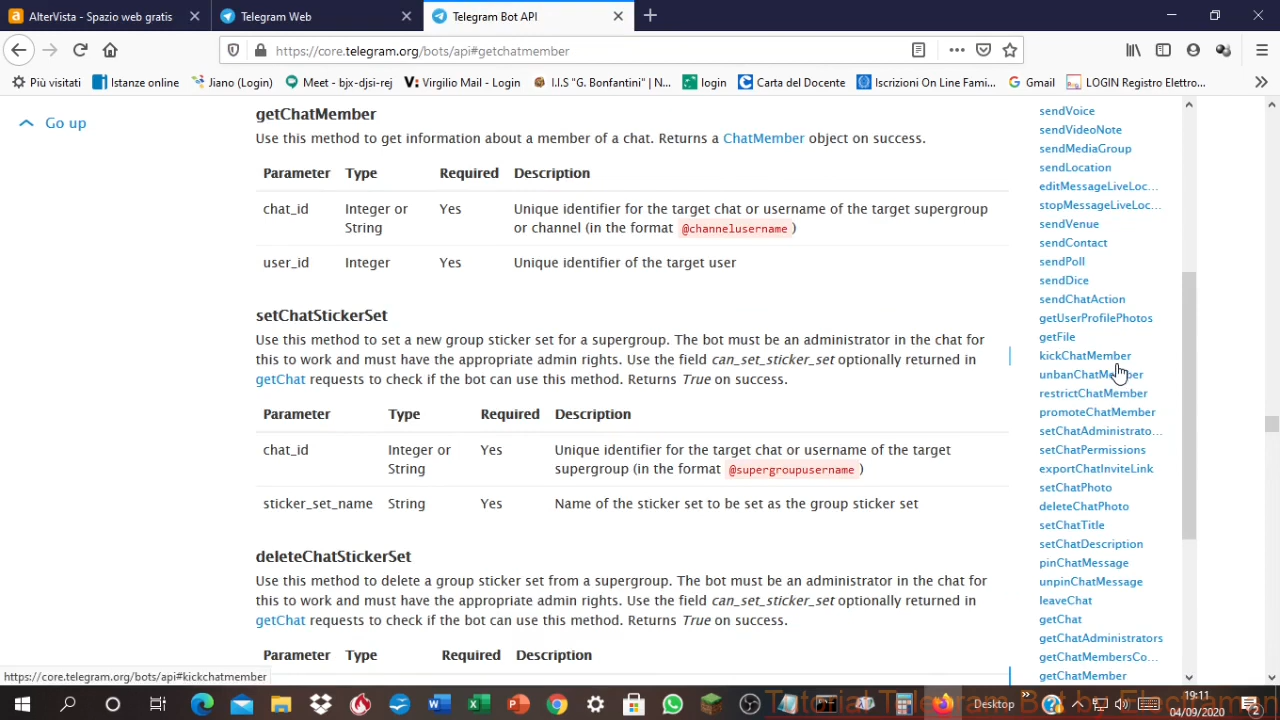 AlterVista - Spazio web gratis
Telegram Web
Telegram Bot API
https://core.telegram.org/bots/api#getchatmember
Più visitati
Istanze online
Jiano (Login)
Meet - bjx-djsi-rej
Virgilio Mail - Login
I.I.S "G. Bonfantini" | N...
login
Carta del Docente
Iscrizioni On Line Fami...
Gmail
LOGIN Registro Elettro...
Go up
getChatMember
Use this method to get information about a member of a chat. Returns a ChatMember object on success.
Parameter Type Required Description
chat_id Integer or String Yes Unique identifier for the target chat or username of the target supergroup
or channel (in the format @channelusername)
user_id Integer Yes Unique identifier of the target user
setChatStickerSet
Use this method to set a new group sticker set for a supergroup. The bot must be an administrator in the chat for
this to work and must have the appropriate admin rights. Use the field can_set_sticker_set optionally returned in
getChat requests to check if the bot can use this method. Returns True on success.
Parameter Type Required Description
chat_id Integer or String Yes Unique identifier for the target chat or username of the target
supergroup (in the format @supergroupusername)
sticker_set_name String Yes Name of the sticker set to be set as the group sticker set
deleteChatStickerSet
Use this method to delete a group sticker set from a supergroup. The bot must be an administrator in the chat for
this to work and must have the appropriate admin rights. Use the field can_set_sticker_set optionally returned in
getChat requests to check if the bot can use this method. Returns True on success.
Parameter Type Required Description
sendVoice
sendVideoNote
sendMediaGroup
sendLocation
editMessageLiveLoc...
stopMessageLiveLoc...
sendVenue
sendContact
sendPoll
sendDice
sendChatAction
getUserProfilePhotos
getFile
kickChatMember
unbanChatMember
restrictChatMember
promoteChatMember
setChatAdministrato...
setChatPermissions
exportChatInviteLink
setChatPhoto
deleteChatPhoto
setChatTitle
setChatDescription
pinChatMessage
unpinChatMessage
leaveChat
getChat
getChatAdministrators
getChatMembersCo...
getChatMember
https://core.telegram.org/bots/api#kickchatmember
Desktop
19:11
04/09/2020
2
Tutorial Telegram Bot by